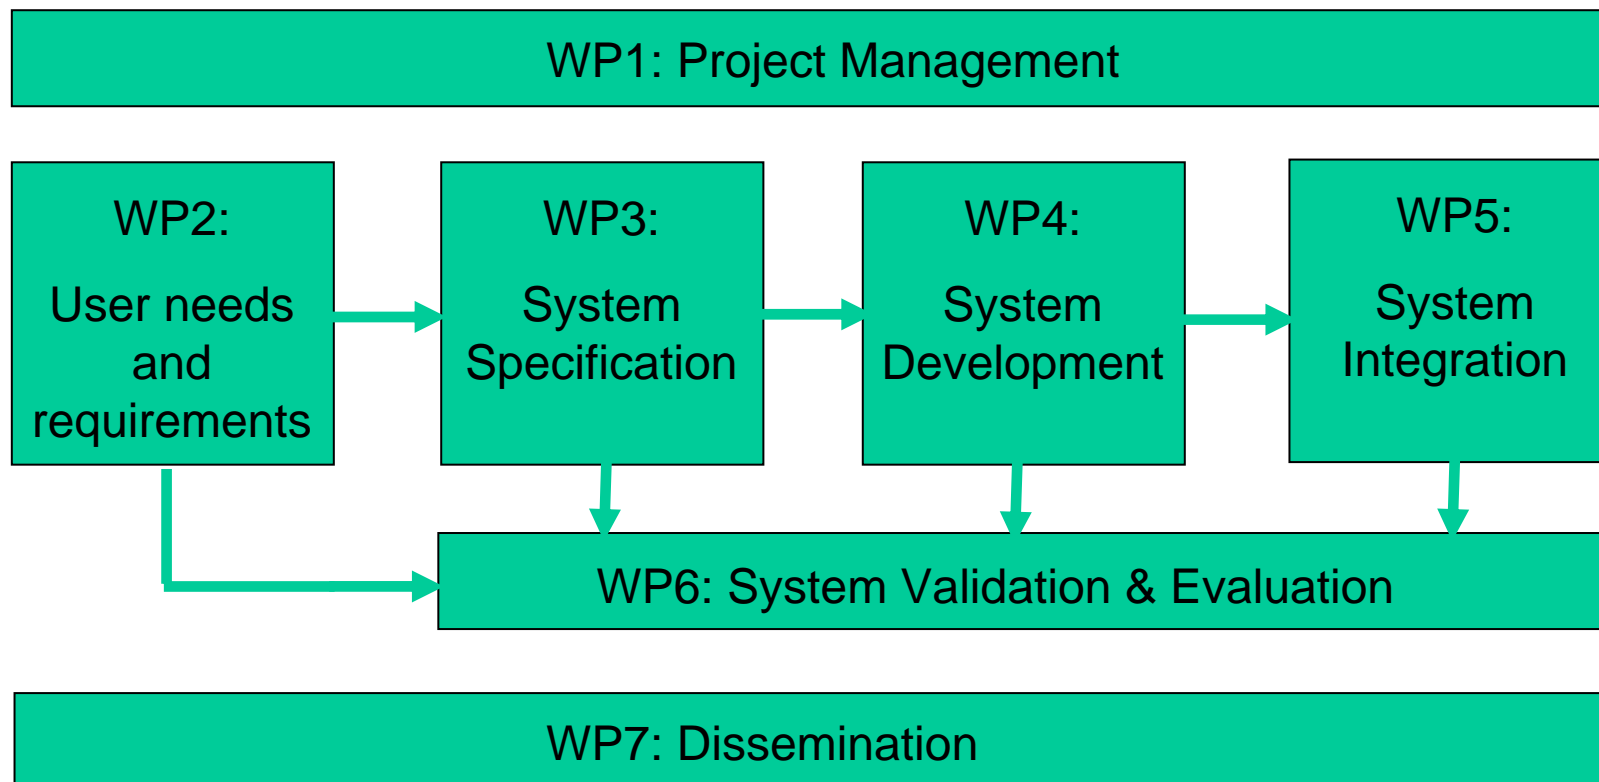 WP1: Project Management
WP2:
User needs
and
requirements
WP3:
System
Specification
WP4:
System
Development
WP5:
System
Integration
WP6: System Validation & Evaluation
WP7: Dissemination